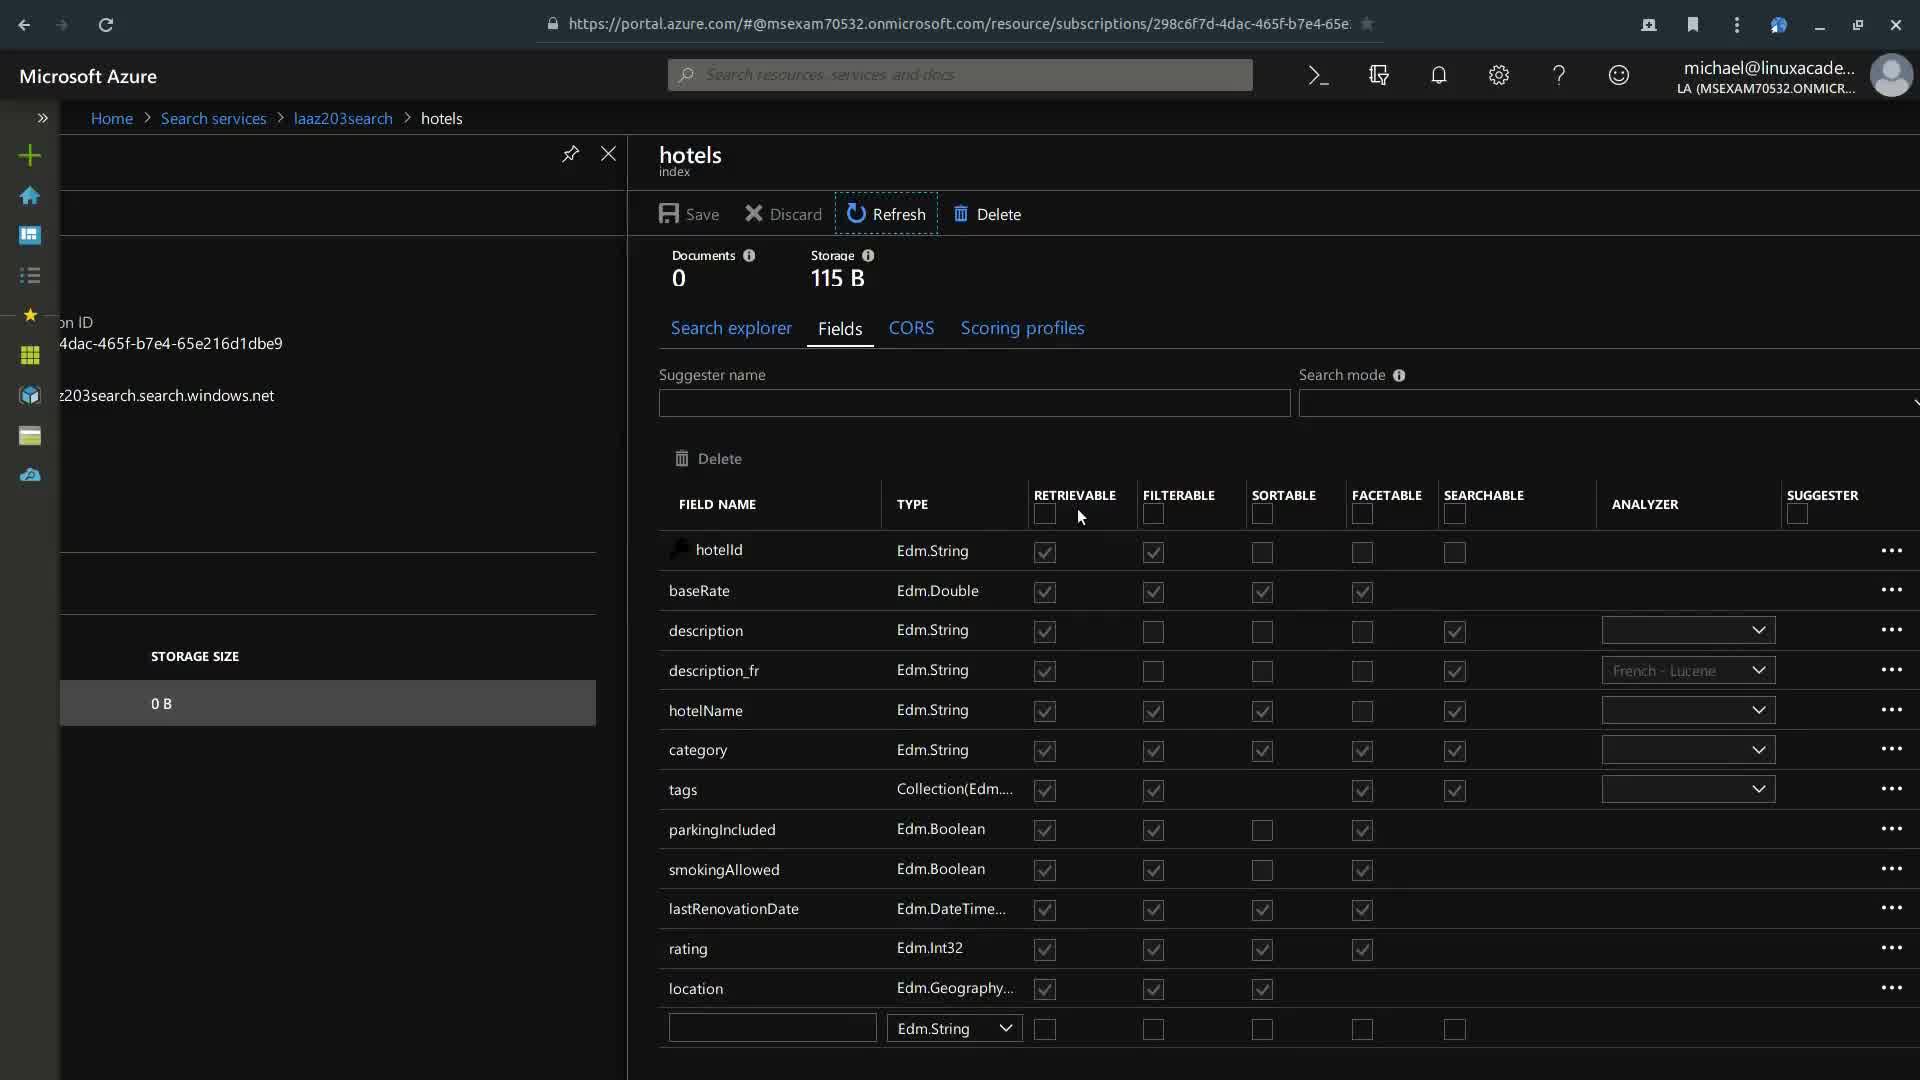 https://portal.azure.com/#@msexam70532.onmicrosoft.com/resource/subscriptions/298c6f7d-4dac-465f-b7e4-65e
Microsoft Azure
Search resources, services, and docs
michael@linuxacade...
LA (MSEXAM70532.ONMICR...
Home > Search services > laaz203search > hotels
hotels
index
Save
Discard
Refresh
Delete
Documents
Storage
0
115 B
on ID
4dac-465f-b7e4-65e216d1dbe9
z203search.search.windows.net
STORAGE SIZE
0 B
Search explorer
Fields
CORS
Scoring profiles
Suggester name
Search mode
Delete
FIELD NAME TYPE RETRIEVABLE FILTERABLE SORTABLE FACETABLE SEARCHABLE ANALYZER SUGGESTER
hotelId Edm.String
baseRate Edm.Double
description Edm.String
description_fr Edm.String French - Lucene
hotelName Edm.String
category Edm.String
tags Collection(Edm....
parkingIncluded Edm.Boolean
smokingAllowed Edm.Boolean
lastRenovationDate Edm.DateTime...
rating Edm.Int32
location Edm.Geography...
Edm.String